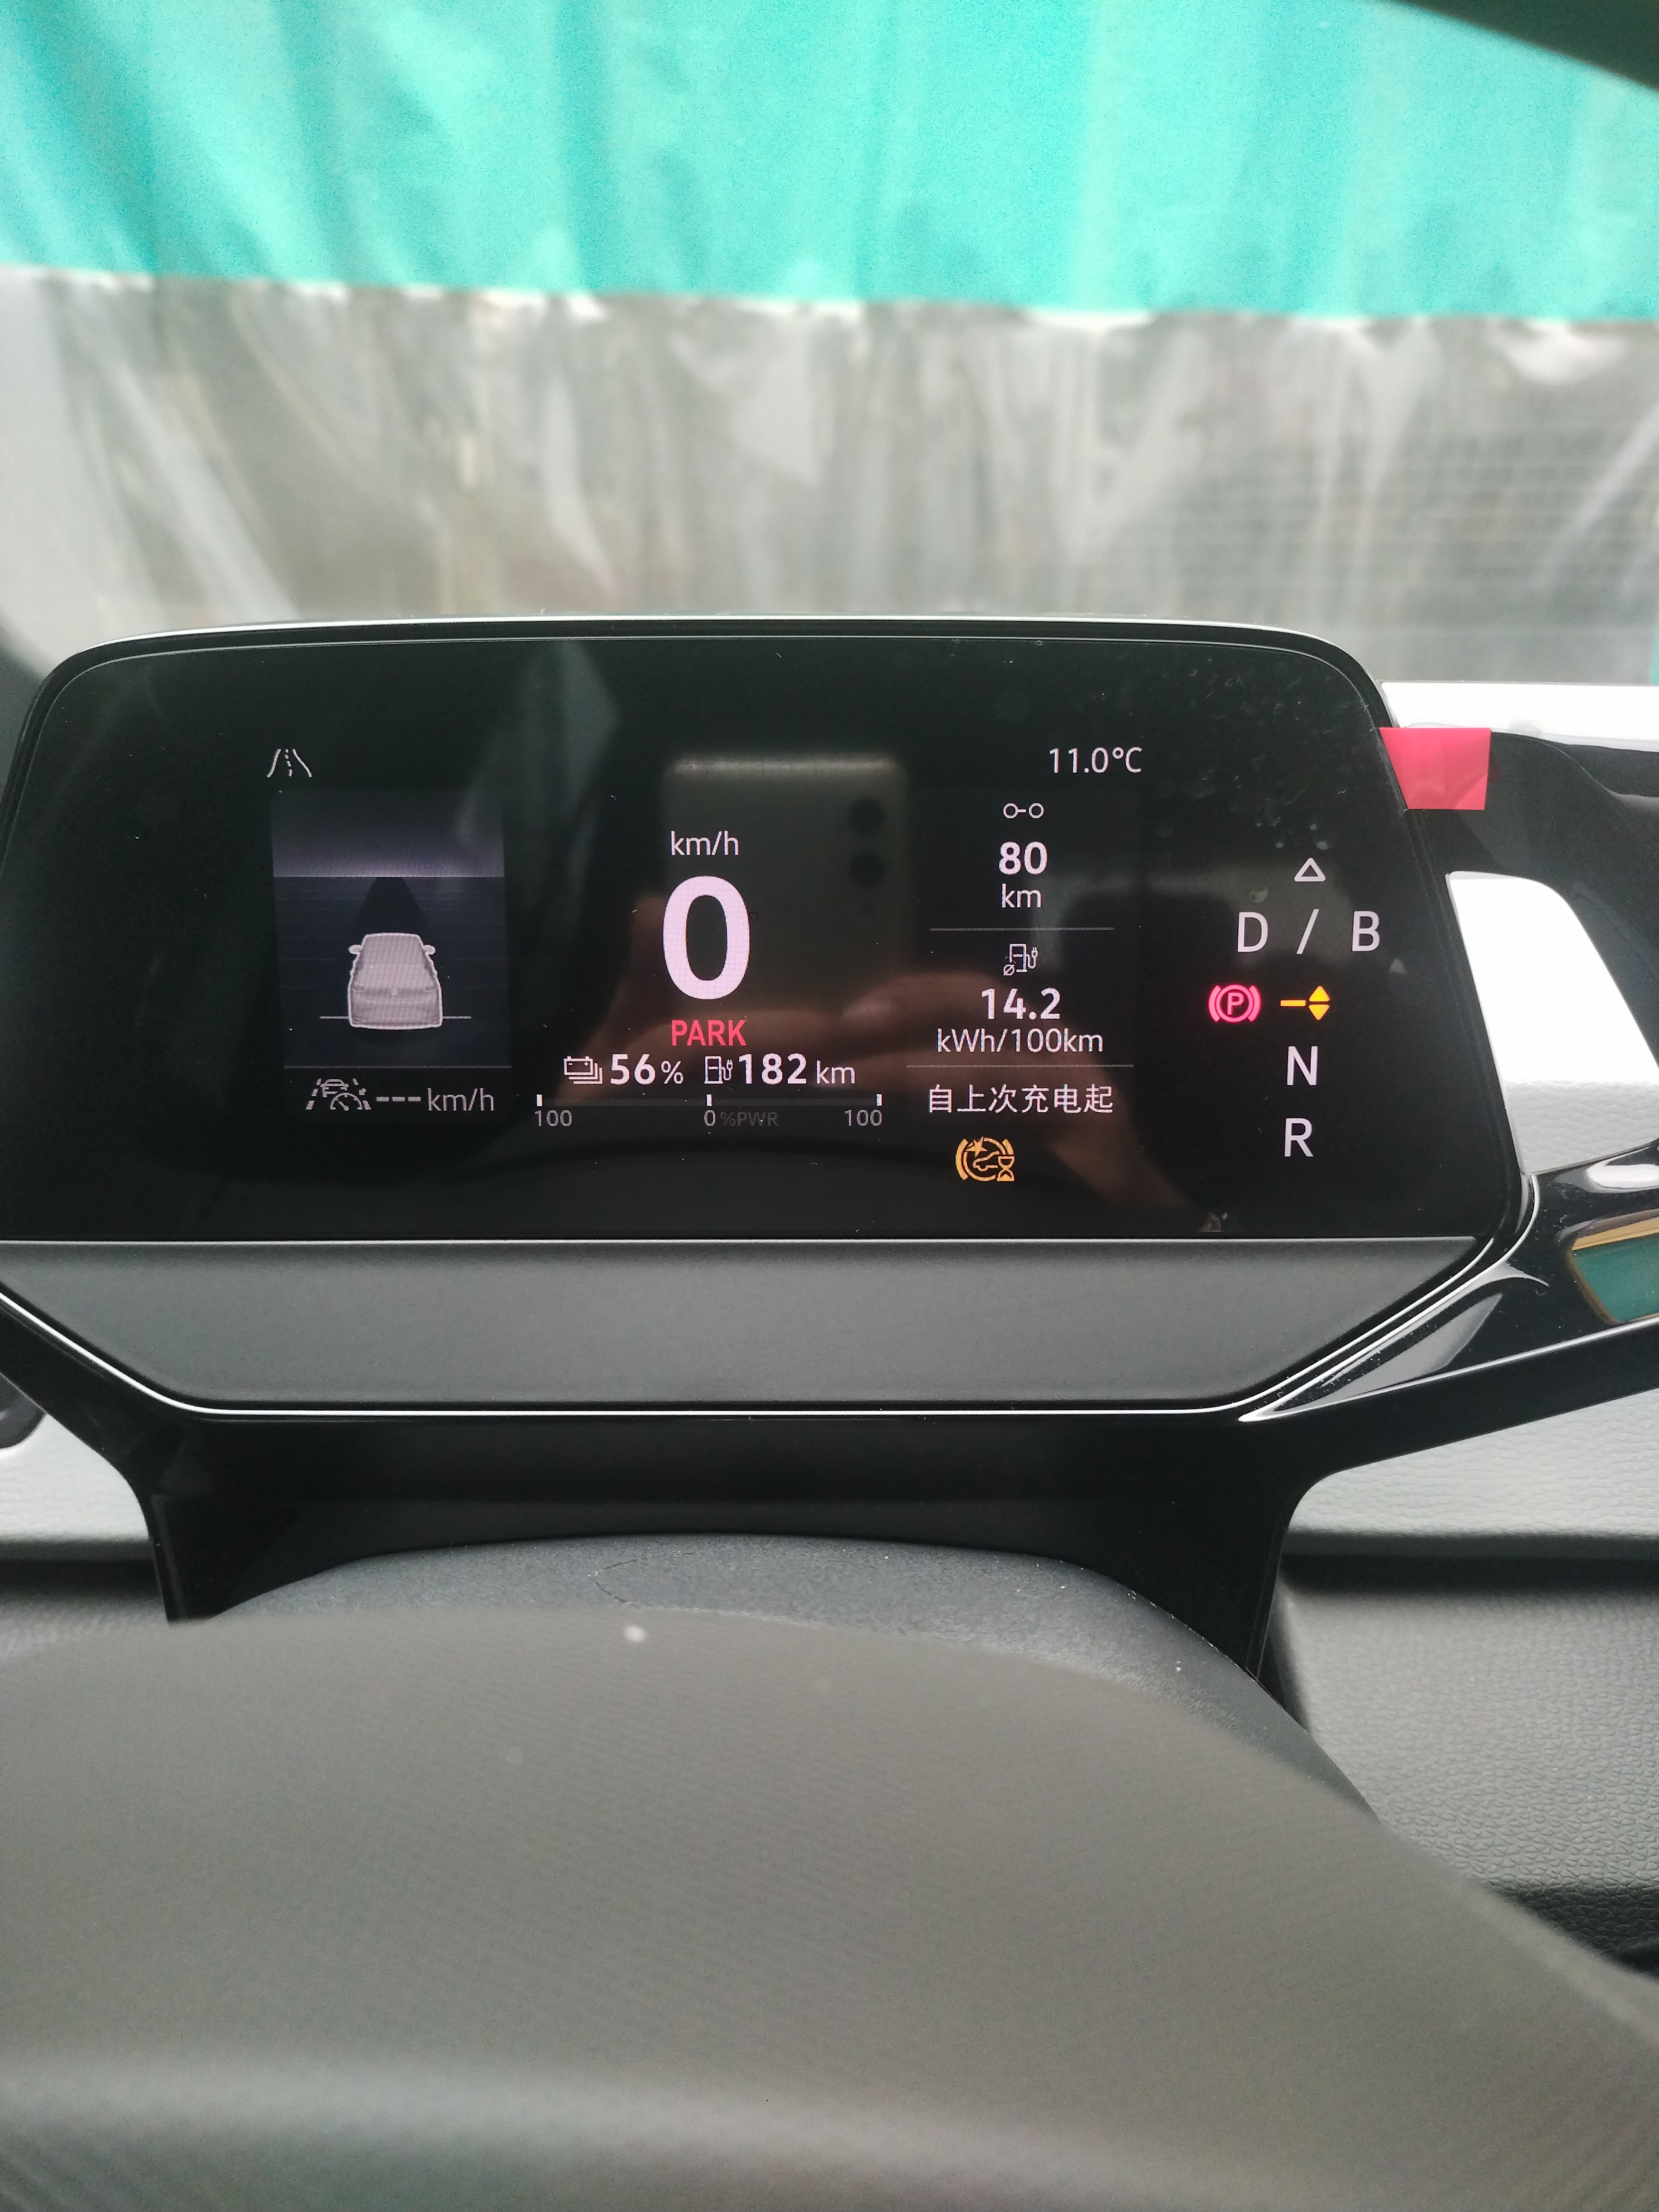 11.0°C
km/h
0
PARK
56% 182 km
100 0 %PWR 100
--- km/h
80
km
14.2
kWh/100km
自上次充电起
D / B
P
N
R